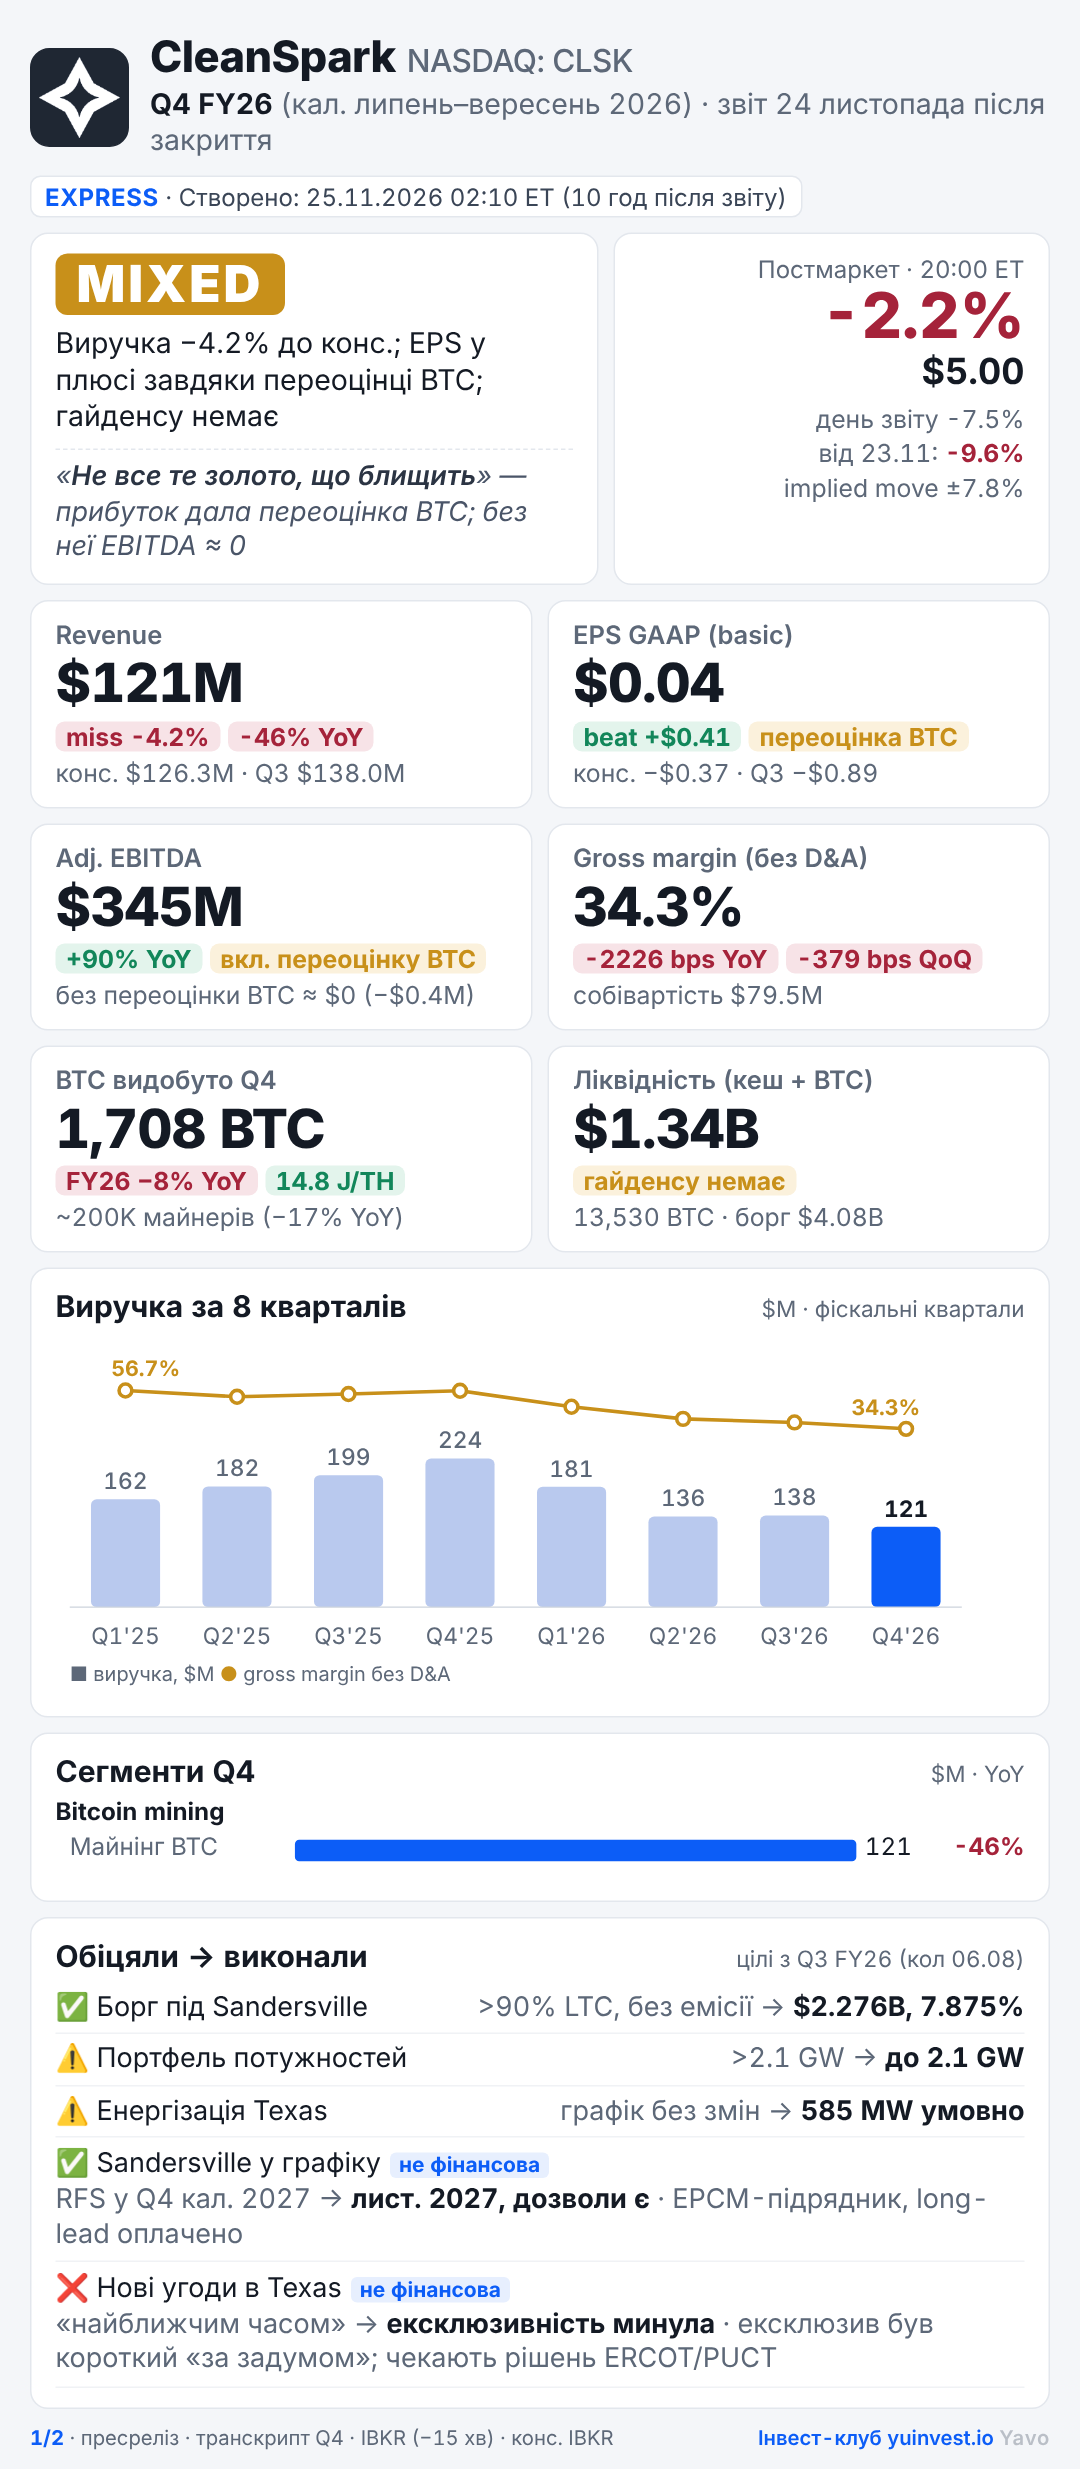 CleanSpark NASDAQ: CLSK
Q4 FY26 (кал. липень–вересень 2026) · звіт 24 листопада після
закриття
EXPRESS · Створено: 25.11.2026 02:10 ET (10 год після звіту)
MIXED
Виручка −4.2% до конс.; EPS у
плюсі завдяки переоцінці BTC;
гайденсу немає
«Не все те золото, що блищить» —
прибуток дала переоцінка BTC; без
неї EBITDA ≈ 0
Постмаркет · 20:00 ET
-2.2%
$5.00
день звіту -7.5%
від 23.11: -9.6%
implied move ±7.8%
Revenue
$121M
miss -4.2% -46% YoY
конс. $126.3M · Q3 $138.0M
EPS GAAP (basic)
$0.04
beat +$0.41 переоцінка BTC
конс. −$0.37 · Q3 −$0.89
Adj. EBITDA
$345M
+90% YoY вкл. переоцінку BTC
без переоцінки BTC ≈ $0 (−$0.4M)
Gross margin (без D&A)
34.3%
-2226 bps YoY -379 bps QoQ
собівартість $79.5M
BTC видобуто Q4
1,708 BTC
FY26 −8% YoY 14.8 J/TH
~200K майнерів (−17% YoY)
Ліквідність (кеш + BTC)
$1.34B
гайденсу немає
13,530 BTC · борг $4.08B
Виручка за 8 кварталів
$M · фіскальні квартали
56.7%
34.3%
162 182 199 224 181 136 138 121
Q1'25 Q2'25 Q3'25 Q4'25 Q1'26 Q2'26 Q3'26 Q4'26
виручка, $M gross margin без D&A
Сегменти Q4
$M · YoY
Bitcoin mining
Майнінг BTC 121 -46%
Обіцяли → виконали
цілі з Q3 FY26 (кол 06.08)
✅ Борг під Sandersville >90% LTC, без емісії → $2.276B, 7.875%
⚠️ Портфель потужностей >2.1 GW → до 2.1 GW
⚠️ Енергізація Texas графік без змін → 585 MW умовно
✅ Sandersville у графіку не фінансова
RFS у Q4 кал. 2027 → лист. 2027, дозволи є · EPCM-підрядник, long-
lead оплачено
❌ Нові угоди в Texas не фінансова
«найближчим часом» → ексклюзивність минула · ексклюзив був
короткий «за задумом»; чекають рішень ERCOT/PUCT
1/2 · пресреліз · транскрипт Q4 · IBKR (−15 хв) · конс. IBKR
Інвест-клуб yuinvest.io Yavo